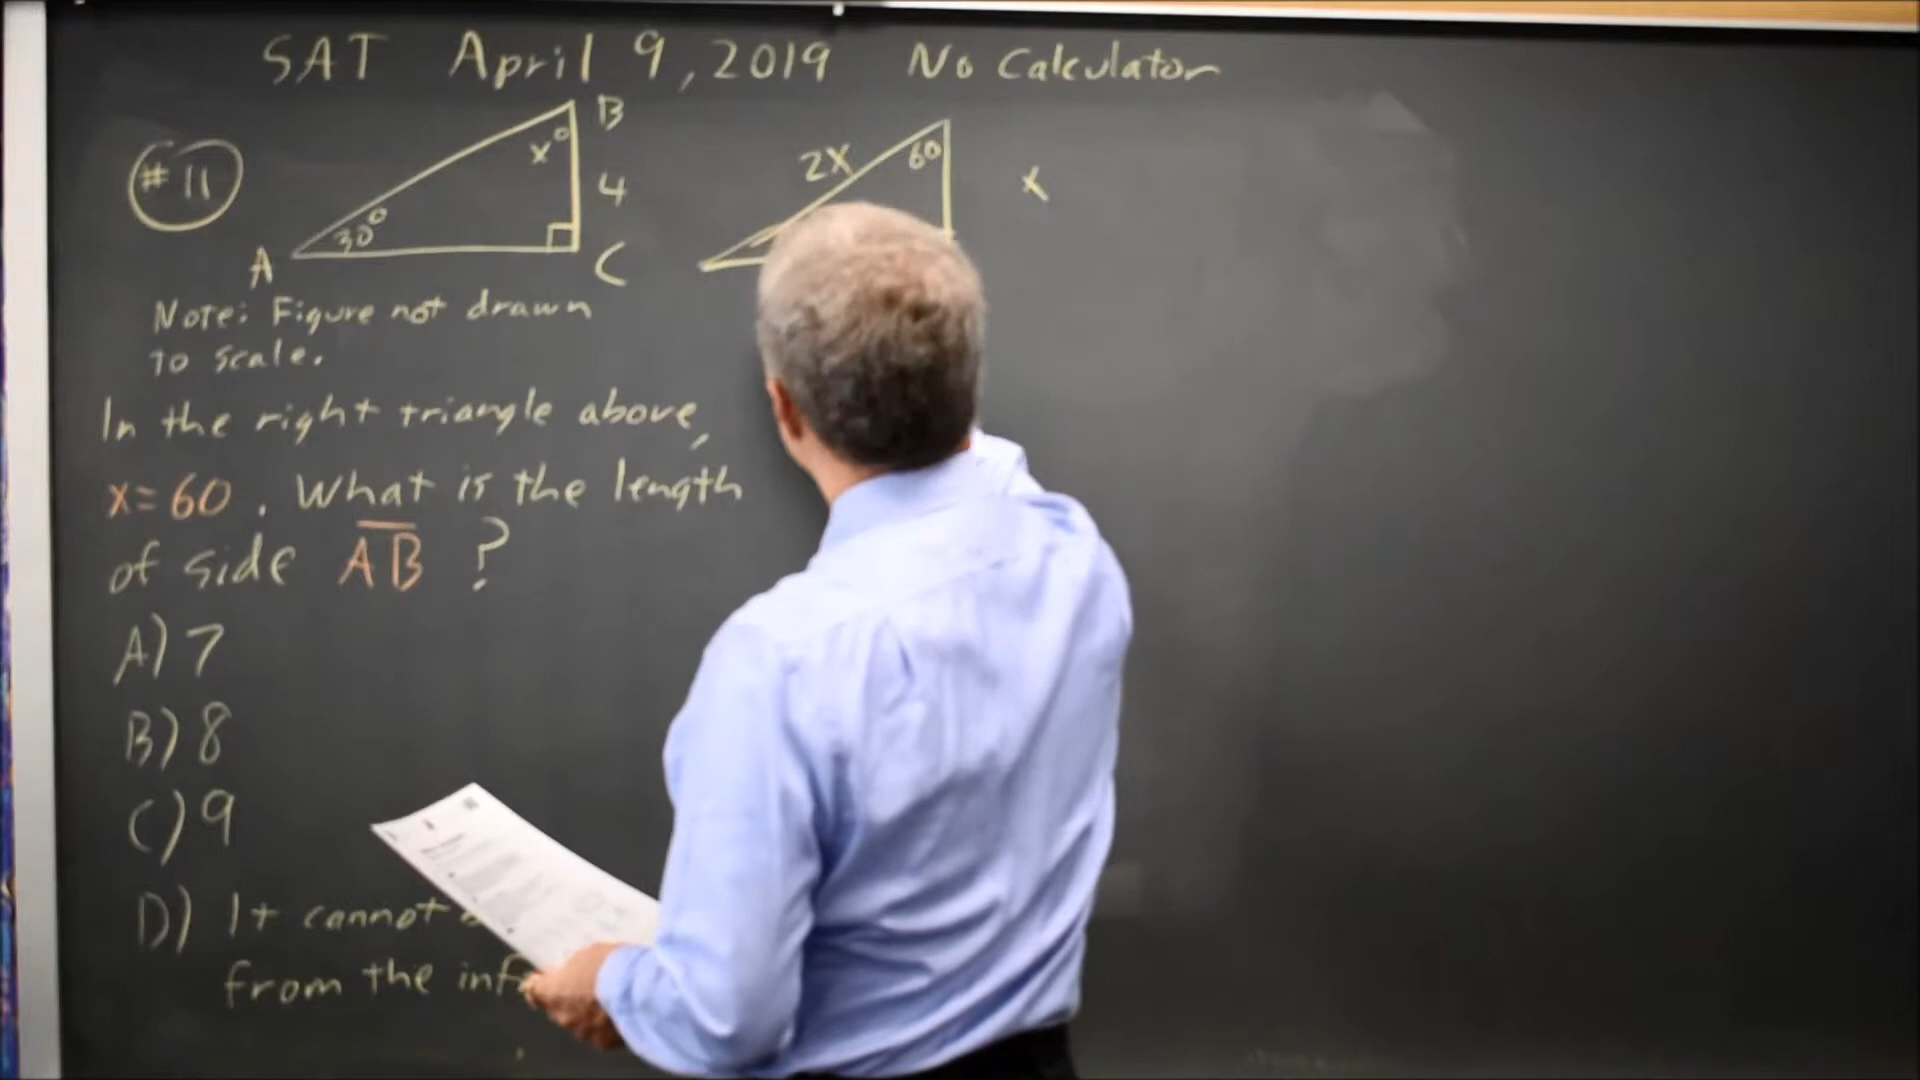 SAT April 9, 2019 No Calculator
#11
B
x°
4
30°
A
C
2x
60
x
Note: Figure not drawn
to scale.
In the right triangle above,
x=60. What is the length
of side AB ?
A) 7
B) 8
C) 9
D) It cannot
from the